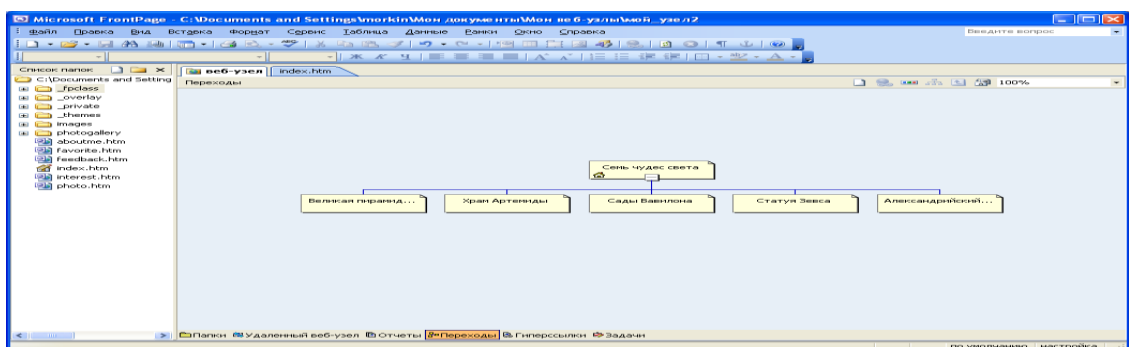 Microsoft FrontPage - C:\Documents and Settings\morkin\Мои документы\Мои веб-узлы\мой_узел2
Файл Правка Вид Вставка Формат Сервис Таблица Данные Рамки Окно Справка
Введите вопрос
Ж К Ч
Список папок
веб-узел index.htm
C:\Documents and Setting
Переходы
100%
_fpclass
_overlay
_private
_themes
images
photogallery
aboutme.htm
favorite.htm
feedback.htm
index.htm
interest.htm
photo.htm
Семь чудес света
Великая пирамид...
Храм Артемиды
Сады Вавилона
Статуя Зевса
Александрийский...
Папки Удаленный веб-узел Отчеты Переходы Гиперссылки Задачи
по умолчанию настройка